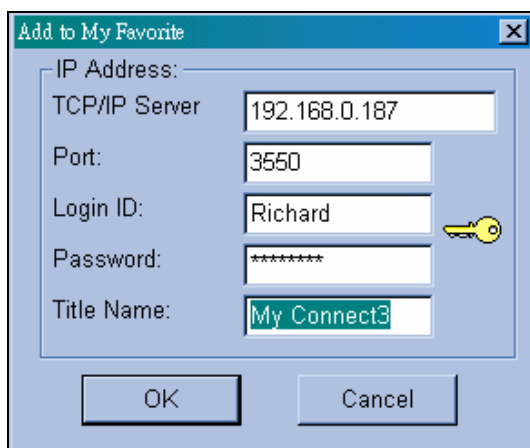 Add to My Favorite
IP Address:
TCP/IP Server 192.168.0.187
Port: 3550
Login ID: Richard
Password: ********
Title Name: My Connect3
OK Cancel